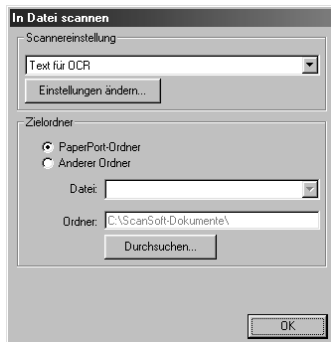 In Datei scannen
Scannereinstellung
Text für OCR
Einstellungen ändern...
Zielordner
PaperPort-Ordner
Anderer Ordner
Datei:
Ordner: C:\ScanSoft-Dokumente\
Durchsuchen...
OK